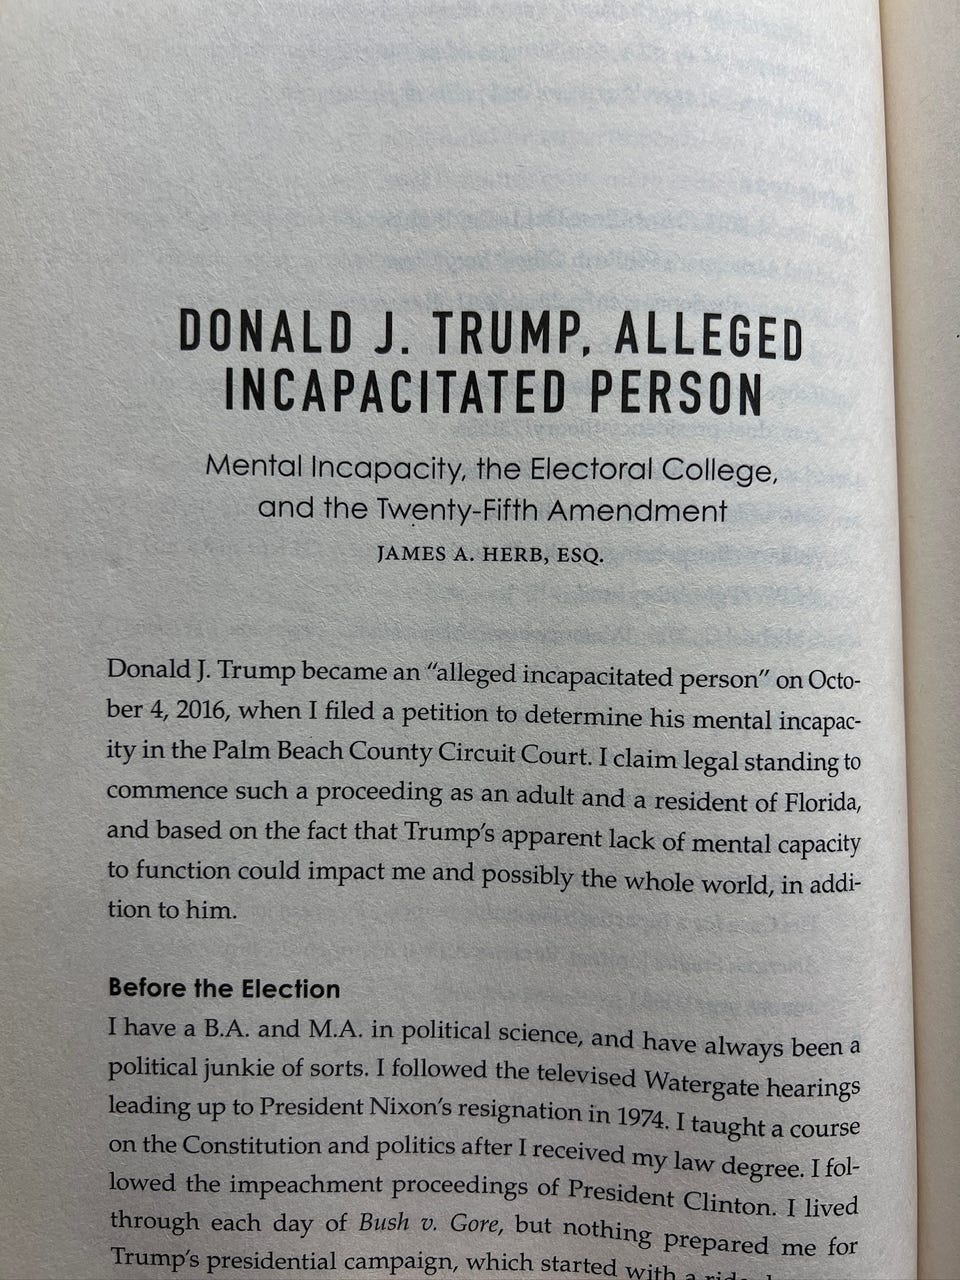 DONALD J. TRUMP, ALLEGED
INCAPACITATED PERSON
Mental Incapacity, the Electoral College,
and the Twenty-Fifth Amendment
JAMES A. HERB, ESQ.
Donald J. Trump became an “alleged incapacitated person” on Octo-
ber 4, 2016, when I filed a petition to determine his mental incapac-
ity in the Palm Beach County Circuit Court. I claim legal standing to
commence such a proceeding as an adult and a resident of Florida,
and based on the fact that Trump’s apparent lack of mental capacity
to function could impact me and possibly the whole world, in addi-
tion to him.
Before the Election
I have a B.A. and M.A. in political science, and have always been a
political junkie of sorts. I followed the televised Watergate hearings
leading up to President Nixon’s resignation in 1974. I taught a course
on the Constitution and politics after I received my law degree. I fol-
lowed the impeachment proceedings of President Clinton. I lived
through each day of Bush v. Gore, but nothing prepared me for
Trump’s presidential campaign, which started with a